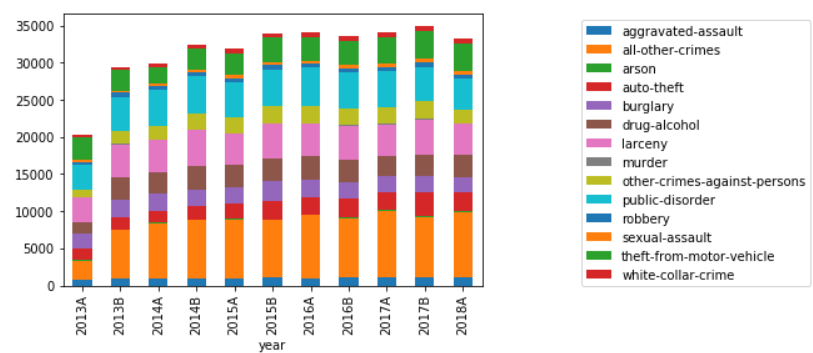 35000
30000
25000
20000
15000
10000
5000
0
2013A
2013B
2014A
2014B
2015A
2015B
2016A
2016B
2017A
2017B
2018A
year
aggravated-assault
all-other-crimes
arson
auto-theft
burglary
drug-alcohol
larceny
murder
other-crimes-against-persons
public-disorder
robbery
sexual-assault
theft-from-motor-vehicle
white-collar-crime